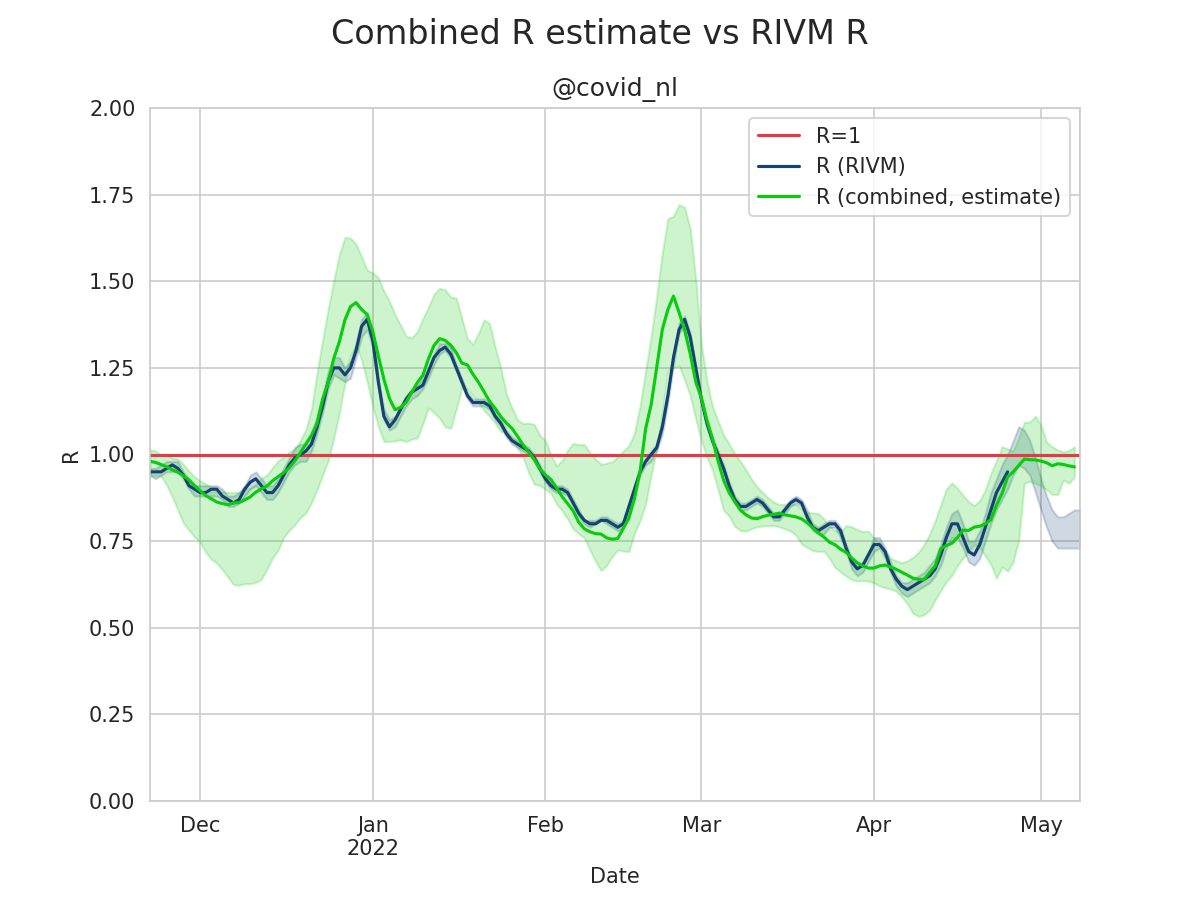 Combined R estimate vs RIVM R
@covid_nl
R=1
R (RIVM)
R (combined, estimate)
2.00
1.75
1.50
1.25
1.00
0.75
0.50
0.25
0.00
R
Dec
Jan
2022
Feb
Mar
Apr
May
Date